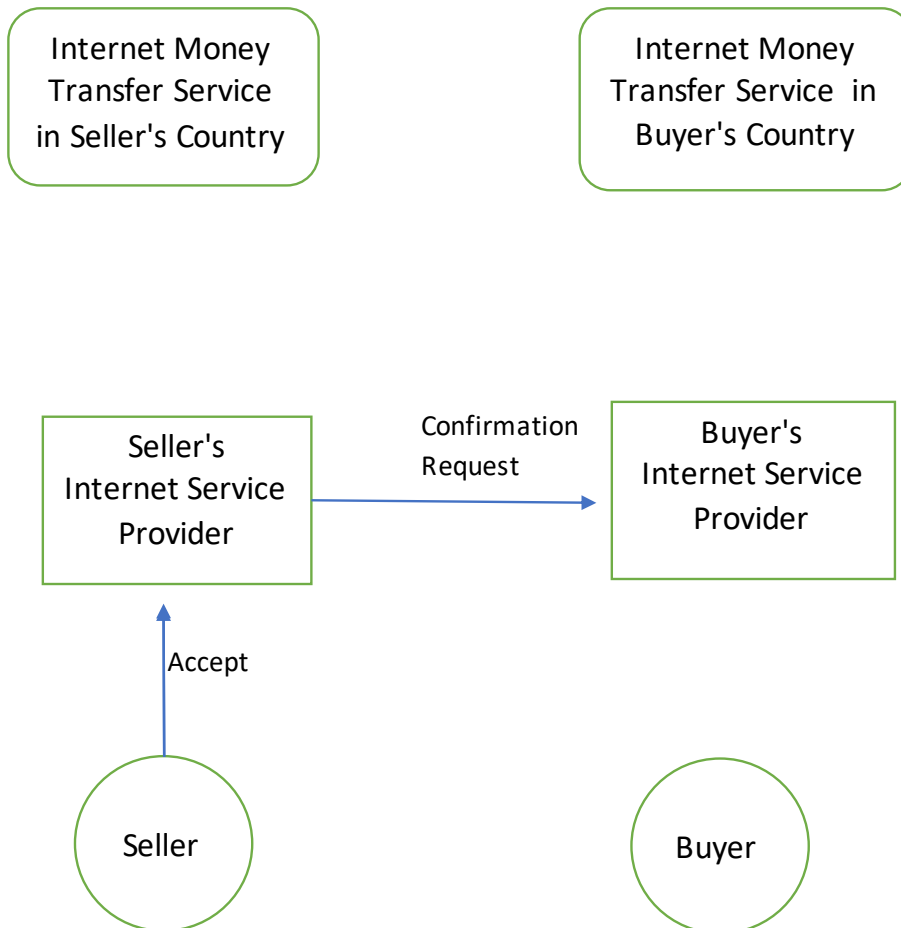 Internet Money
Transfer Service
in Seller's Country
Internet Money
Transfer Service  in
Buyer's Country
Seller's
Internet Service
Provider
Confirmation
Request
Buyer's
Internet Service
Provider
Accept
Seller
Buyer